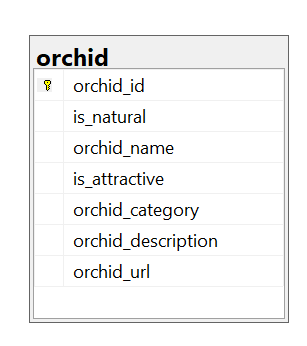 orchid
orchid_id
is_natural
orchid_name
is_attractive
orchid_category
orchid_description
orchid_url